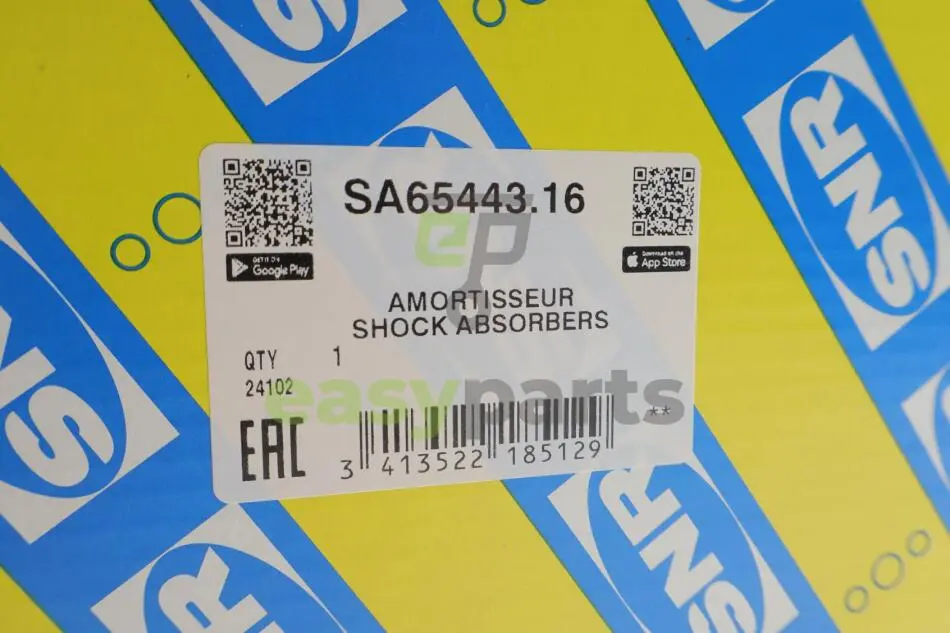 SNR
SNR
SA65443.16
GET IT ON
Google Play
Download on the
App Store
ep
AMORTISSEUR
SHOCK ABSORBERS
QTY 1
24102
easyparts
**
EAC
3 413522 185129
SNR
SNR
SNR